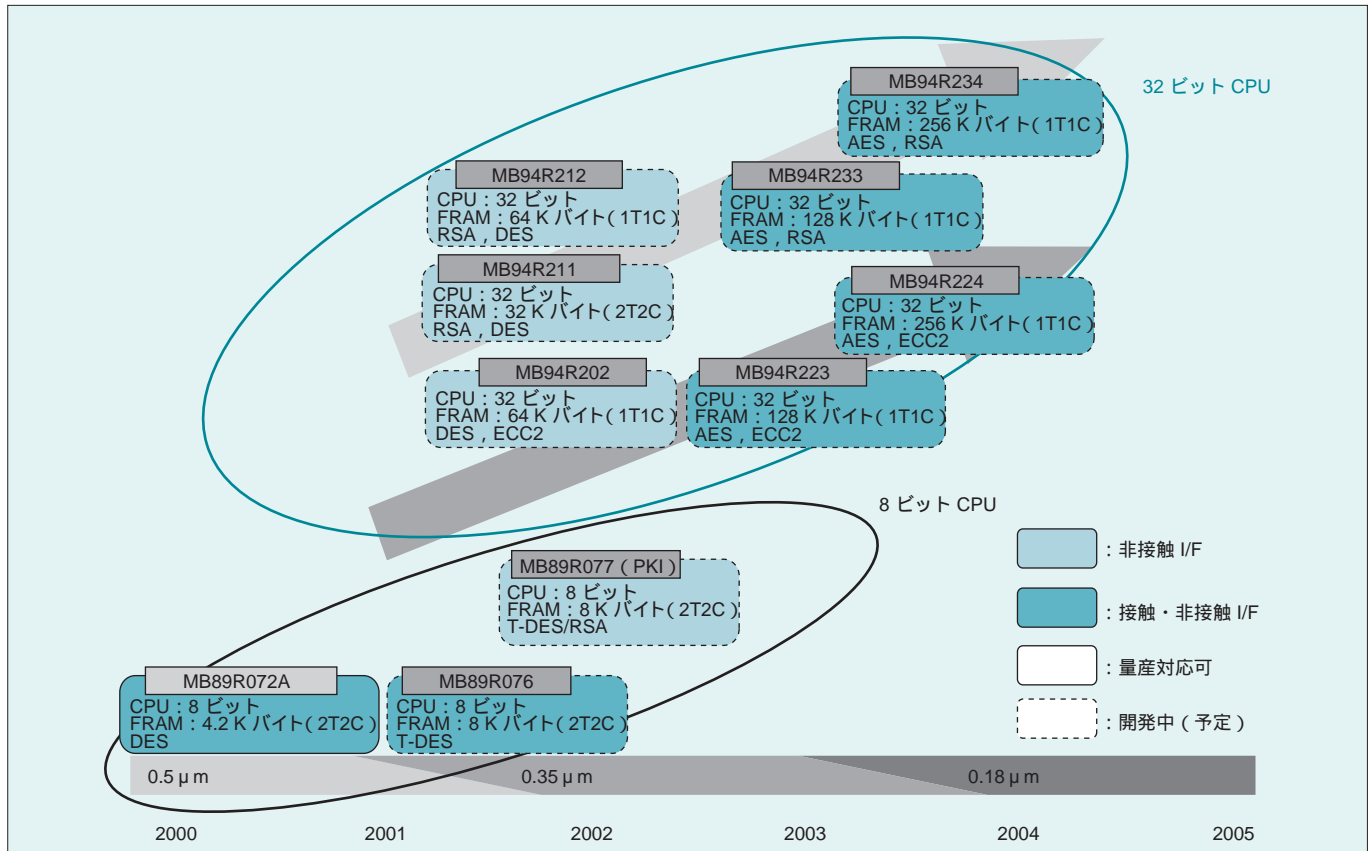 MB94R234
CPU : 32 ビット
FRAM : 256 K バイト( 1T1C )
AES , RSA
32 ビット CPU
MB94R212
CPU : 32 ビット
FRAM : 64 K バイト( 1T1C )
RSA , DES
MB94R233
CPU : 32 ビット
FRAM : 128 K バイト( 1T1C )
AES , RSA
MB94R211
CPU : 32 ビット
FRAM : 32 K バイト( 2T2C )
RSA , DES
MB94R224
CPU : 32 ビット
FRAM : 256 K バイト( 1T1C )
AES , ECC2
MB94R202
CPU : 32 ビット
FRAM : 64 K バイト( 1T1C )
DES , ECC2
MB94R223
CPU : 32 ビット
FRAM : 128 K バイト( 1T1C )
AES , ECC2
8 ビット CPU
MB89R077 ( PKI )
CPU : 8 ビット
FRAM : 8 K バイト( 2T2C )
T-DES/RSA
MB89R072A
CPU : 8 ビット
FRAM : 4.2 K バイト( 2T2C )
DES
MB89R076
CPU : 8 ビット
FRAM : 8 K バイト( 2T2C )
T-DES
: 非接触 I/F
: 接触・非接触 I/F
: 量産対応可
: 開発中 ( 予定 )
0.5 μ m
0.35 μ m
0.18 μ m
2000
2001
2002
2003
2004
2005